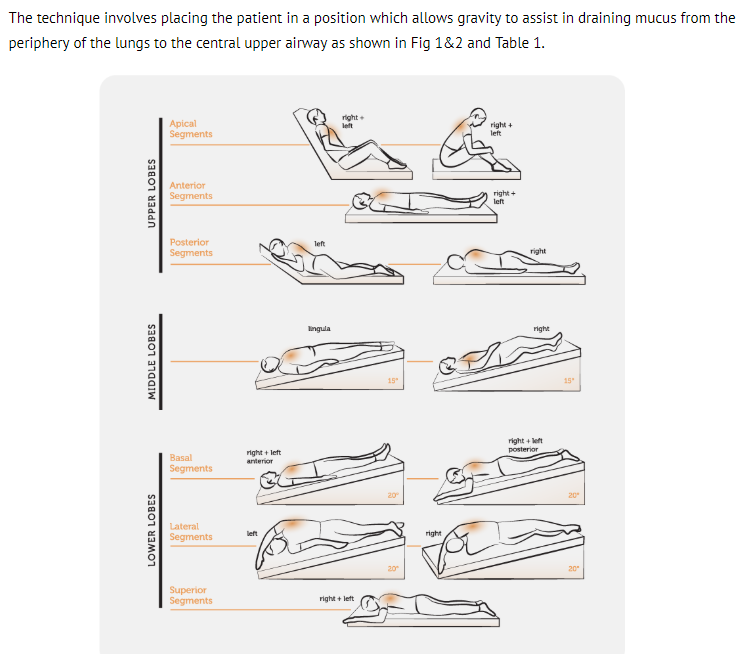 The technique involves placing the patient in a position which allows gravity to assist in draining mucus from the
periphery of the lungs to the central upper airway as shown in Fig 1&2 and Table 1.
UPPER LOBES
Apical
Segments
right +
left
right +
left
Anterior
Segments
right +
left
Posterior
Segments
left
right
MIDDLE LOBES
lingula
right
15°
15°
LOWER LOBES
Basal
Segments
right + left
anterior
right + left
posterior
20°
20°
Lateral
Segments
left
right
20°
20°
Superior
Segments
right + left